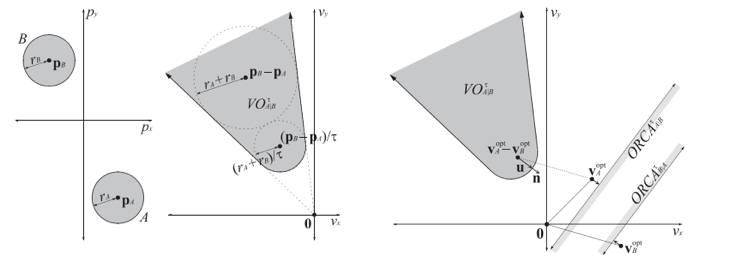 p_y
B
r_B
p_B
p_x
r_A
p_A
A
v_y
r_A+r_B
p_B−p_A
VO^τ_{A|B}
(p_B−p_A)/τ
(r_A+r_B)/τ
0
v_x
v_y
VO^τ_{A|B}
v_A^opt−v_B^opt
u
n
v_A^opt
ORCA^τ_{A|B}
ORCA^τ_{B|A}
0
v_x
v_B^opt